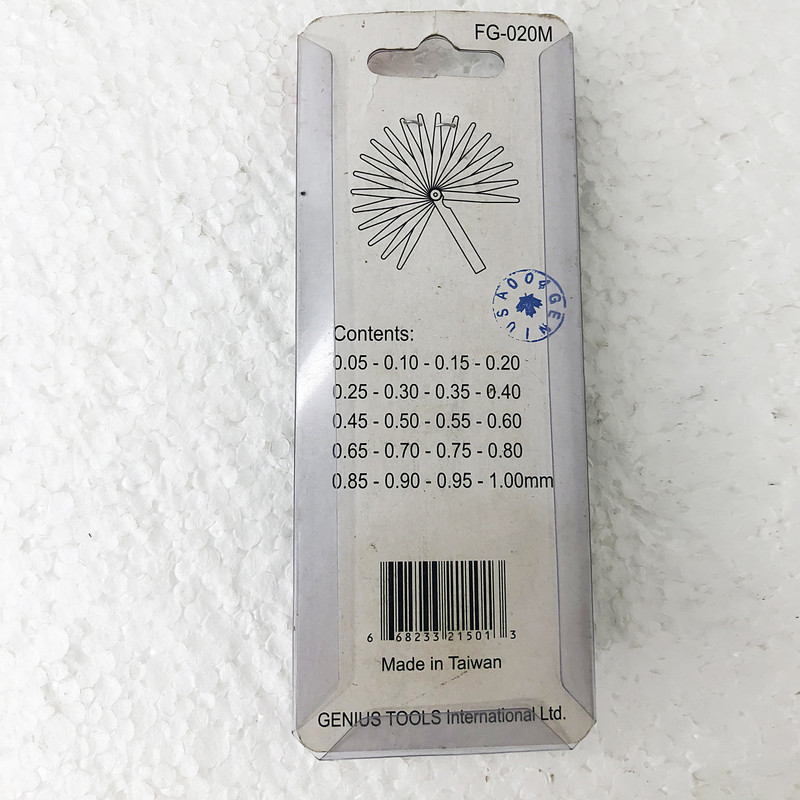 FG-020M
GENIUSA004
Contents:
0.05 - 0.10 - 0.15 - 0.20
0.25 - 0.30 - 0.35 - 0.40
0.45 - 0.50 - 0.55 - 0.60
0.65 - 0.70 - 0.75 - 0.80
0.85 - 0.90 - 0.95 - 1.00mm
6 68233 21501 3
Made in Taiwan
GENIUS TOOLS International Ltd.